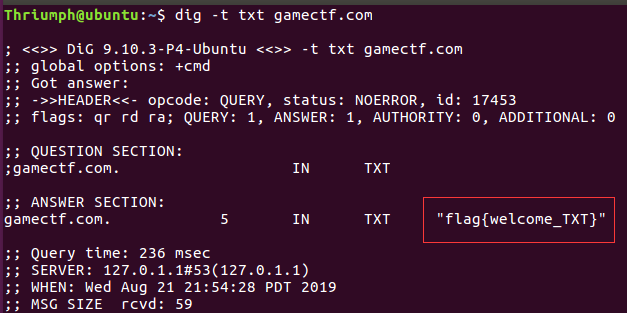 Thriumph@ubuntu:~$ dig -t txt gamectf.com
; <<>> DiG 9.10.3-P4-Ubuntu <<>> -t txt gamectf.com
;; global options: +cmd
;; Got answer:
;; ->>HEADER<<- opcode: QUERY, status: NOERROR, id: 17453
;; flags: qr rd ra; QUERY: 1, ANSWER: 1, AUTHORITY: 0, ADDITIONAL: 0
;; QUESTION SECTION:
;gamectf.com. IN TXT
;; ANSWER SECTION:
gamectf.com. 5 IN TXT "flag{welcome_TXT}"
;; Query time: 236 msec
;; SERVER: 127.0.1.1#53(127.0.1.1)
;; WHEN: Wed Aug 21 21:54:28 PDT 2019
;; MSG SIZE rcvd: 59